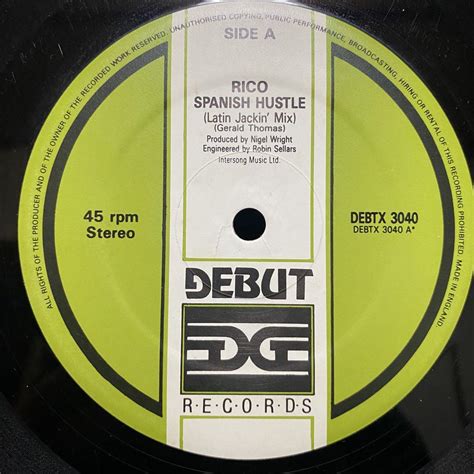 ALL RIGHTS OF THE PRODUCER AND OF THE OWNER OF THE RECORDED WORK RESERVED. UNAUTHORISED COPYING, PUBLIC PERFORMANCE, BROADCASTING, HIRING OR RENTING OF THIS RECORDING PROHIBITED. MADE IN ENGLAND.
SIDE A
RICO
SPANISH HUSTLE
(Latin Jackin' Mix)
(Gerald Thomas)
Produced by Nigel Wright
Engineered by Robin Sellars
Intersong Music Ltd.
45 rpm
Stereo
DEBTX 3040
DEBTX 3040 A*
DEBUT
R·E·C·O·R·D·S